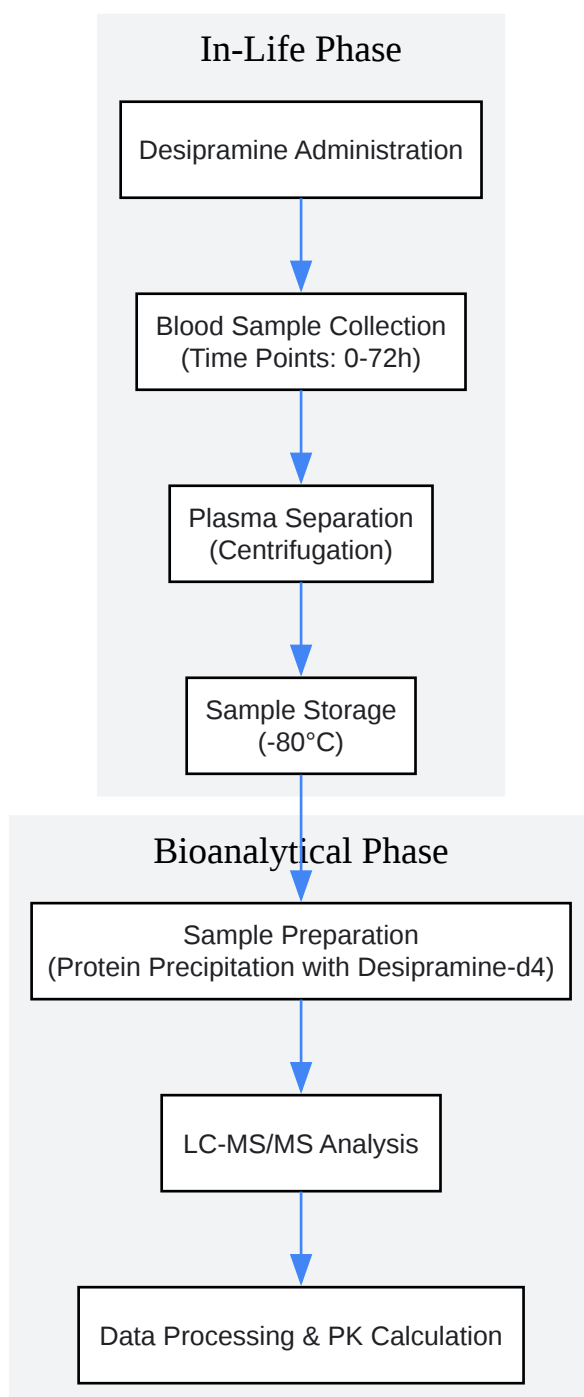 In-Life Phase
Desipramine Administration
Blood Sample Collection
(Time Points: 0-72h)
Plasma Separation
(Centrifugation)
Sample Storage
(-80°C)
Bioanalytical Phase
Sample Preparation
(Protein Precipitation with Desipramine-d4)
LC-MS/MS Analysis
Data Processing & PK Calculation